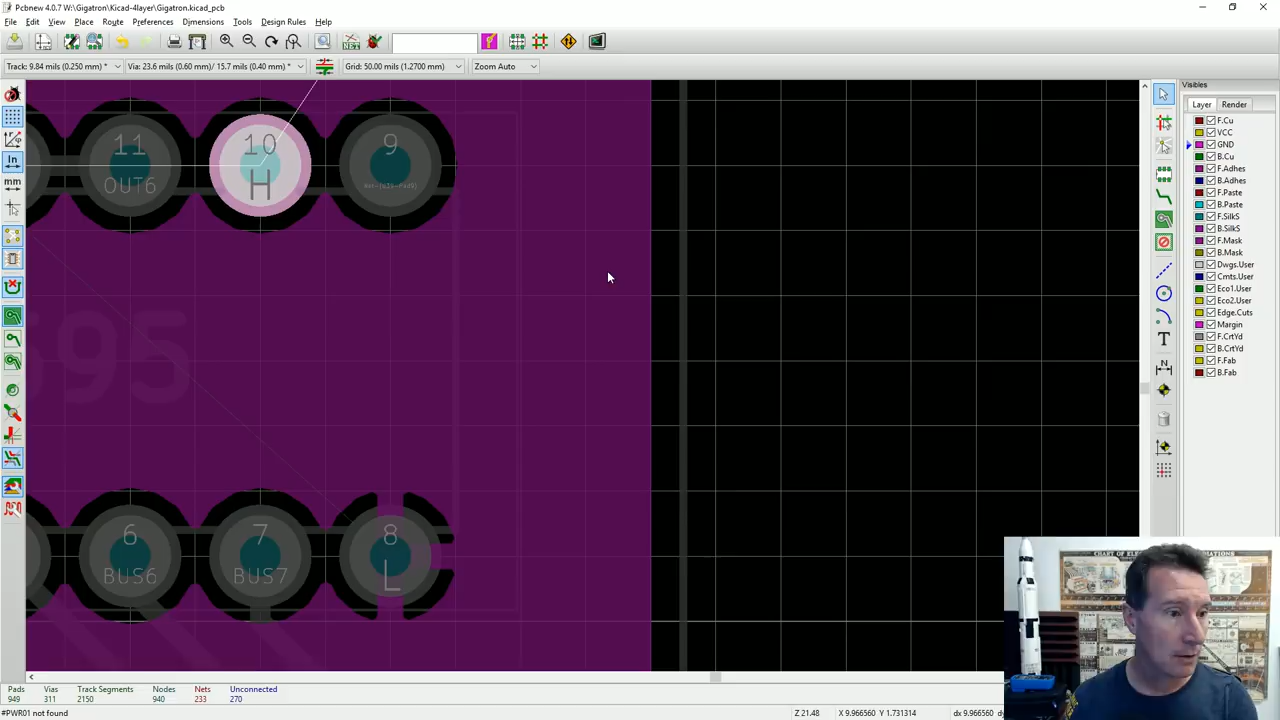 Pcbnew 4.0.7 W:\Gigatron\Kicad-4layer\Gigatron.kicad_pcb
File Edit View Place Route Preferences Dimensions Tools Design Rules Help
Track: 9.84 mils (0.250 mm) * Via: 23.6 mils (0.60 mm)/ 15.7 mils (0.40 mm) * Grid: 50.00 mils (1.2700 mm) Zoom Auto
Visibles
Layer Render
F.Cu
VCC
GND
B.Cu
F.Adhes
B.Adhes
F.Paste
B.Paste
F.SilkS
B.SilkS
F.Mask
B.Mask
Dwgs.User
Cmts.User
Eco1.User
Eco2.User
Edge.Cuts
Margin
F.CrtYd
B.CrtYd
F.Fab
B.Fab
In
mm
11 10 9
OUT6 H
595
6 7 8
BUS6 BUS7 L
CHART OF
Pads Vias Track Segments Nodes Nets Unconnected
949 311 2150 940 233 270
#PWR01 not found
Z 21.48 X 9.966560 Y 1.731314 dx 9.966560